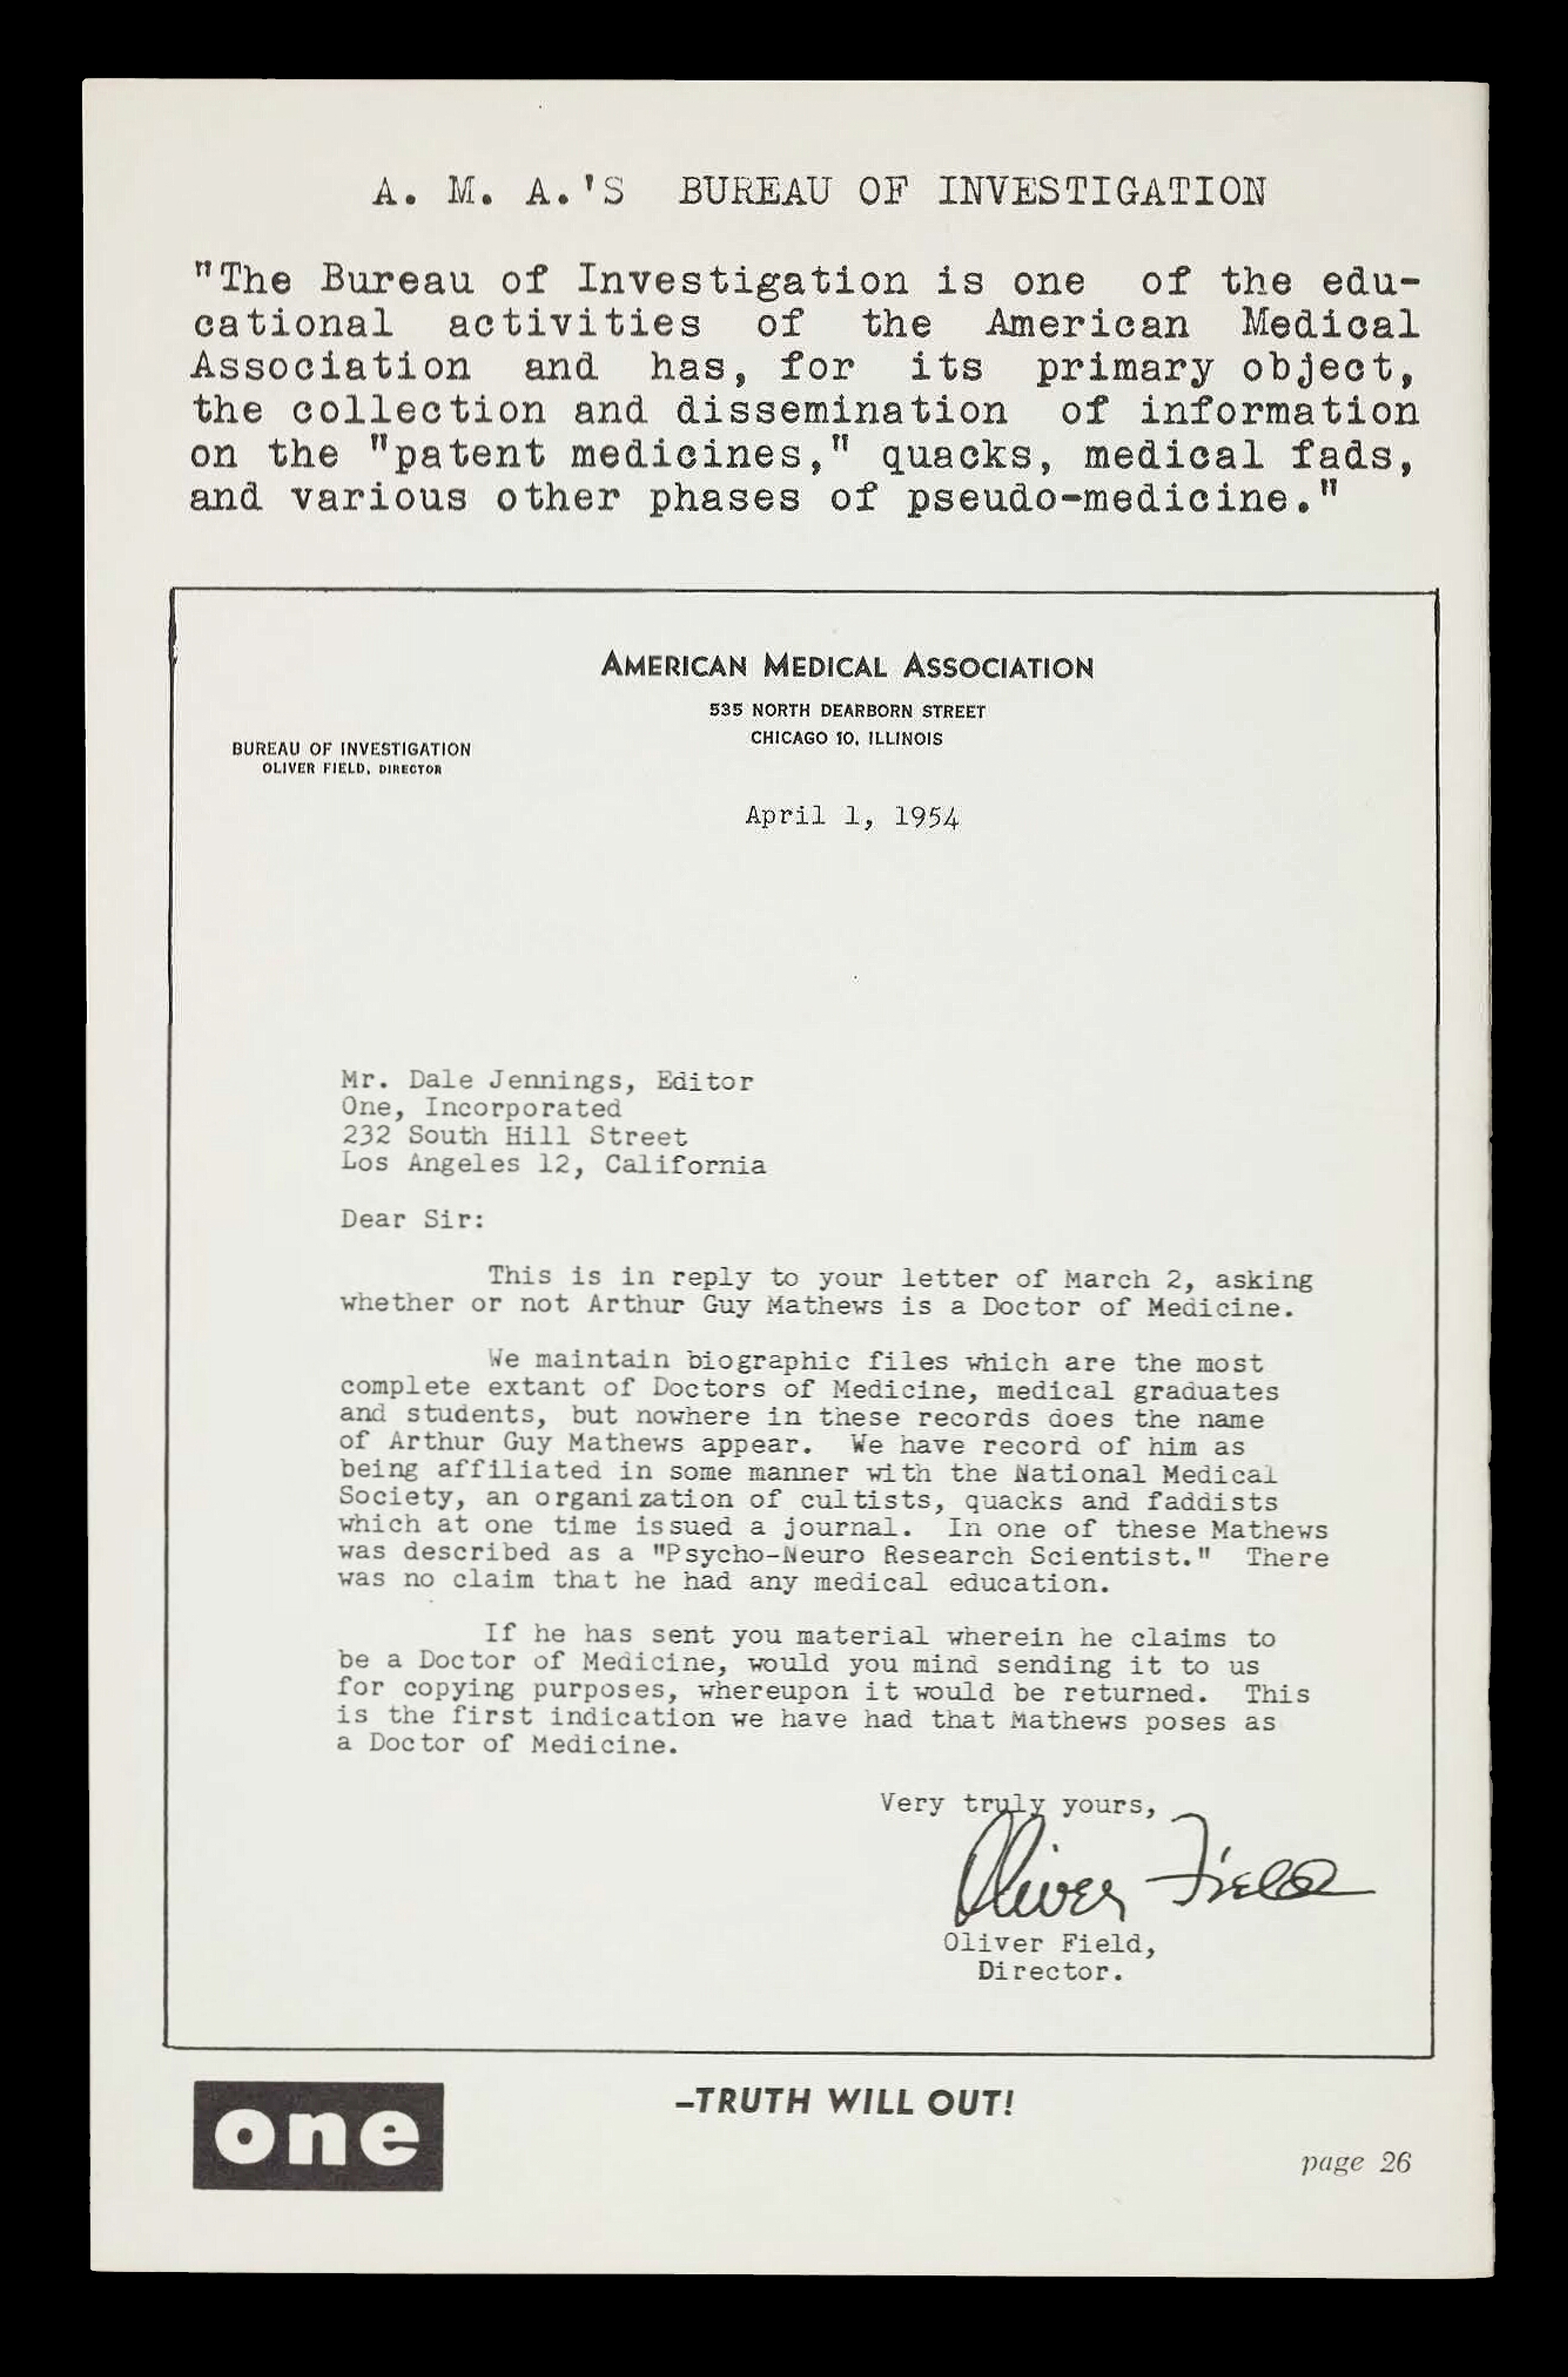 A. M. A.'S BUREAU OF INVESTIGATION
"The Bureau of Investigation is one of the edu-
cational activities of the American Medical
Association and has, for its primary object,
the collection and dissemination of information
on the "patent medicines," quacks, medical fads,
and various other phases of pseudo-medicine."
AMERICAN MEDICAL ASSOCIATION
535 NORTH DEARBORN STREET
CHICAGO 10, ILLINOIS
BUREAU OF INVESTIGATION
OLIVER FIELD, DIRECTOR
April 1, 1954
Mr. Dale Jennings, Editor
One, Incorporated
232 South Hill Street
Los Angeles 12, California
Dear Sir:
This is in reply to your letter of March 2, asking
whether or not Arthur Guy Mathews is a Doctor of Medicine.
We maintain biographic files which are the most
complete extant of Doctors of Medicine, medical graduates
and students, but nowhere in these records does the name
of Arthur Guy Mathews appear. We have record of him as
being affiliated in some manner with the National Medical
Society, an organization of cultists, quacks and faddists
which at one time issued a journal. In one of these Mathews
was described as a "Psycho-Neuro Research Scientist." There
was no claim that he had any medical education.
If he has sent you material wherein he claims to
be a Doctor of Medicine, would you mind sending it to us
for copying purposes, whereupon it would be returned. This
is the first indication we have had that Mathews poses as
a Doctor of Medicine.
Very truly yours,
Oliver Field
Oliver Field,
Director.
one
–TRUTH WILL OUT!
page 26